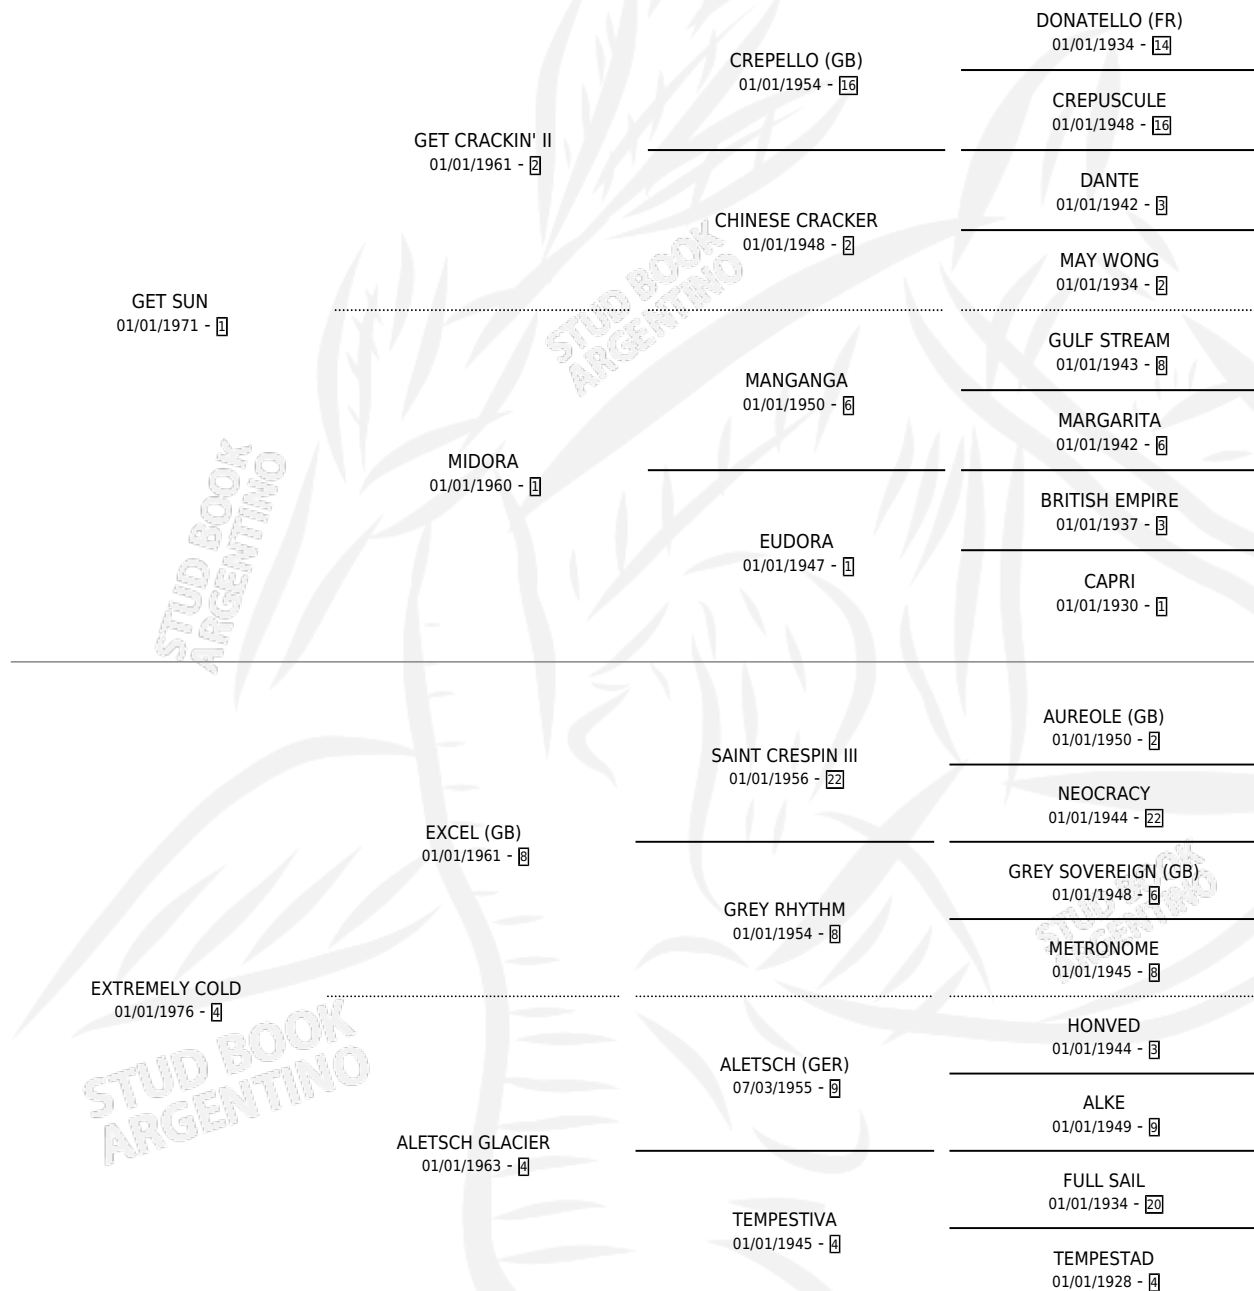 DONATELLO (FR)
01/01/1934 - 14
CREPELLO (GB)
01/01/1954 - 16
CREPUSCULE
01/01/1948 - 16
GET CRACKIN' II
01/01/1961 - 2
DANTE
01/01/1942 - 3
CHINESE CRACKER
01/01/1948 - 2
MAY WONG
01/01/1934 - 2
GET SUN
01/01/1971 - 1
GULF STREAM
01/01/1943 - 8
MANGANGA
01/01/1950 - 6
MARGARITA
01/01/1942 - 6
MIDORA
01/01/1960 - 1
BRITISH EMPIRE
01/01/1937 - 3
EUDORA
01/01/1947 - 1
CAPRI
01/01/1930 - 1
STUD BOOK
ARGENTINO
STUD BOOK
ARGENTINO
AUREOLE (GB)
01/01/1950 - 2
SAINT CRESPIN III
01/01/1956 - 22
NEOCRACY
01/01/1944 - 22
EXCEL (GB)
01/01/1961 - 8
GREY SOVEREIGN (GB)
01/01/1948 - 6
GREY RHYTHM
01/01/1954 - 8
METRONOME
01/01/1945 - 8
STUD BOOK
ARGENTINO
EXTREMELY COLD
01/01/1976 - 4
HONVED
01/01/1944 - 3
ALETSCH (GER)
07/03/1955 - 9
ALKE
01/01/1949 - 9
STUD BOOK
ARGENTINO
ALETSCH GLACIER
01/01/1963 - 4
FULL SAIL
01/01/1934 - 20
TEMPESTIVA
01/01/1945 - 4
TEMPESTAD
01/01/1928 - 4